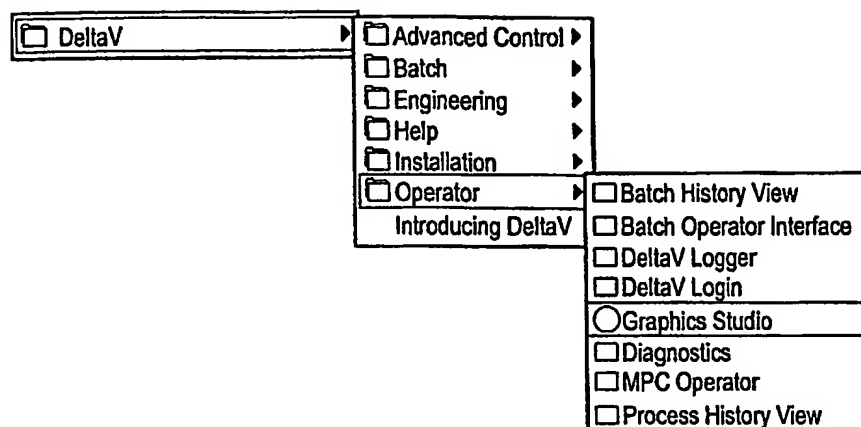 DeltaV
Advanced Control
Batch
Engineering
Help
Installation
Operator
Introducing DeltaV
Batch History View
Batch Operator Interface
DeltaV Logger
DeltaV Login
Graphics Studio
Diagnostics
MPC Operator
Process History View